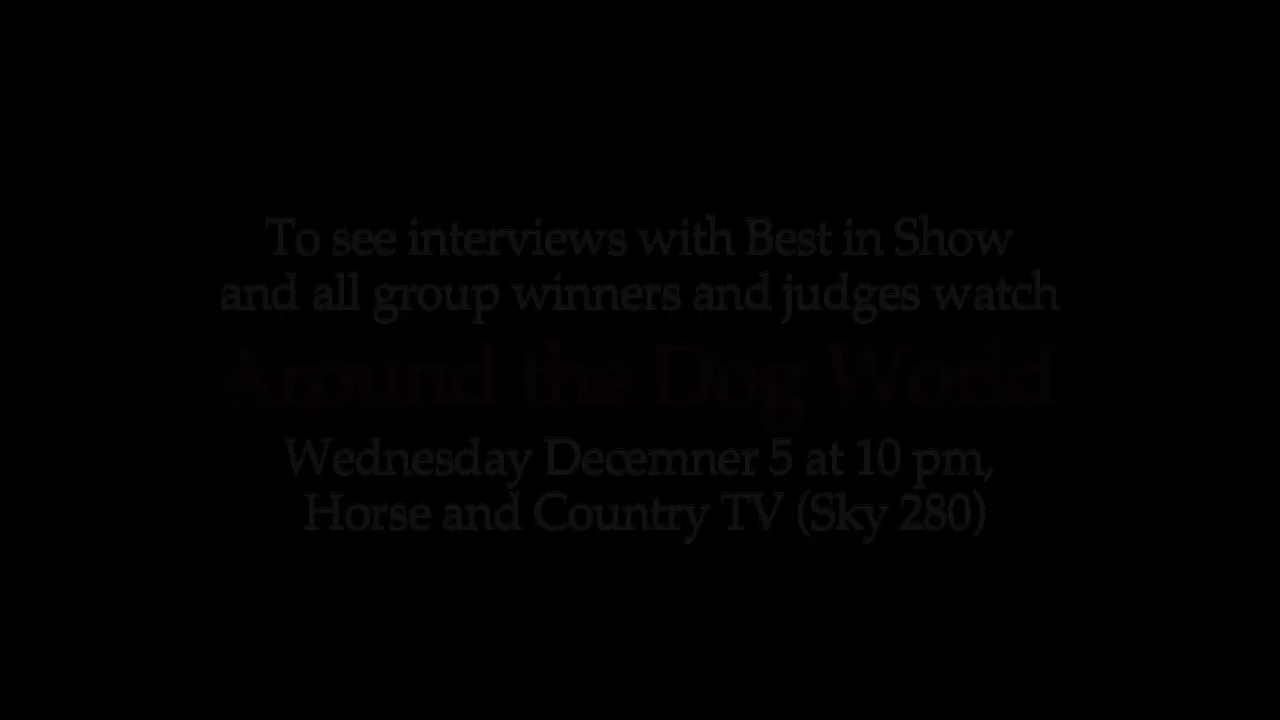 To see interviews with Best in Show
and all group winners and judges watch
Around the Dog World
Wednesday Decemner 5 at 10 pm,
Horse and Country TV (Sky 280)